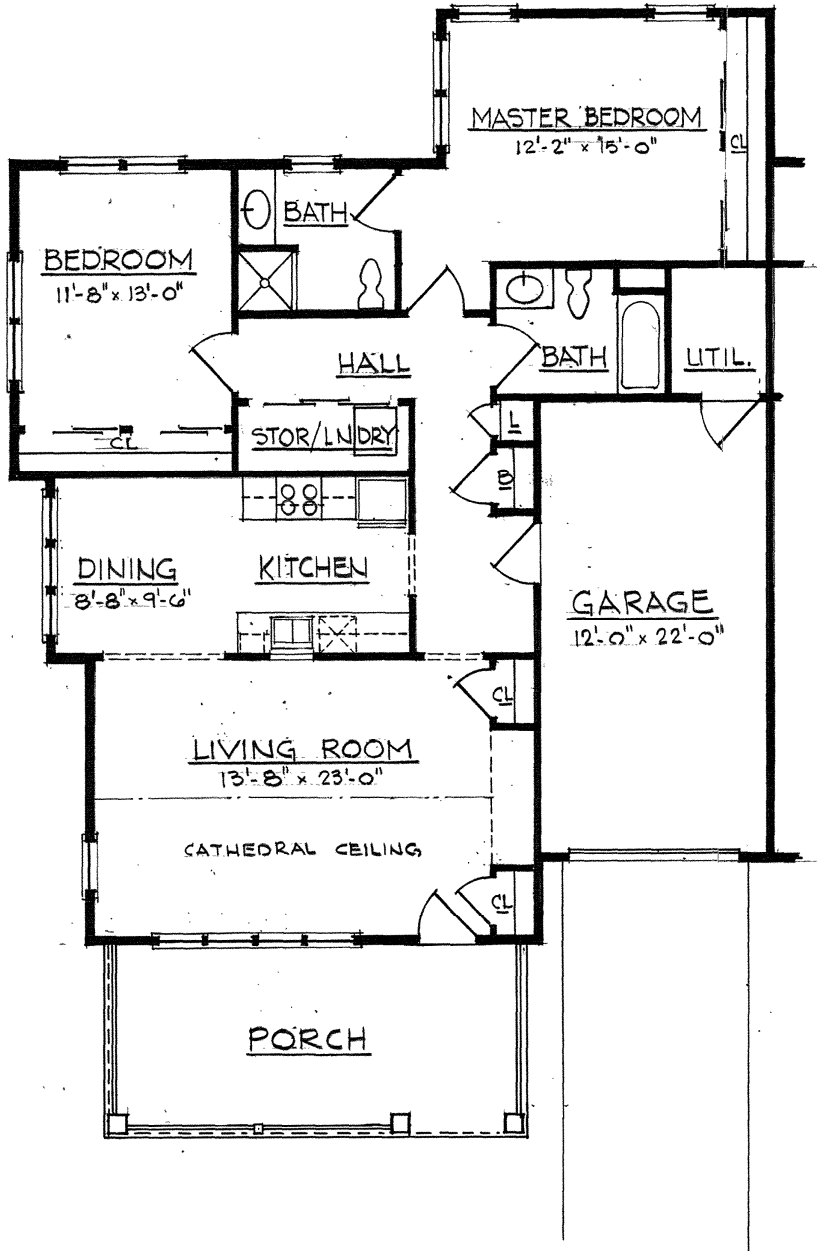 MASTER BEDROOM
12'-2" x 15'-0"
CL
BATH
BEDROOM
11'-8" x 13'-0"
HALL
BATH
UTIL.
CL
STOR/LNDRY
L
B
DINING
8'-8" x 9'-6"
KITCHEN
GARAGE
12'-0" x 22'-0"
CL
LIVING ROOM
13'-8" x 23'-0"
CATHEDRAL CEILING
CL
PORCH